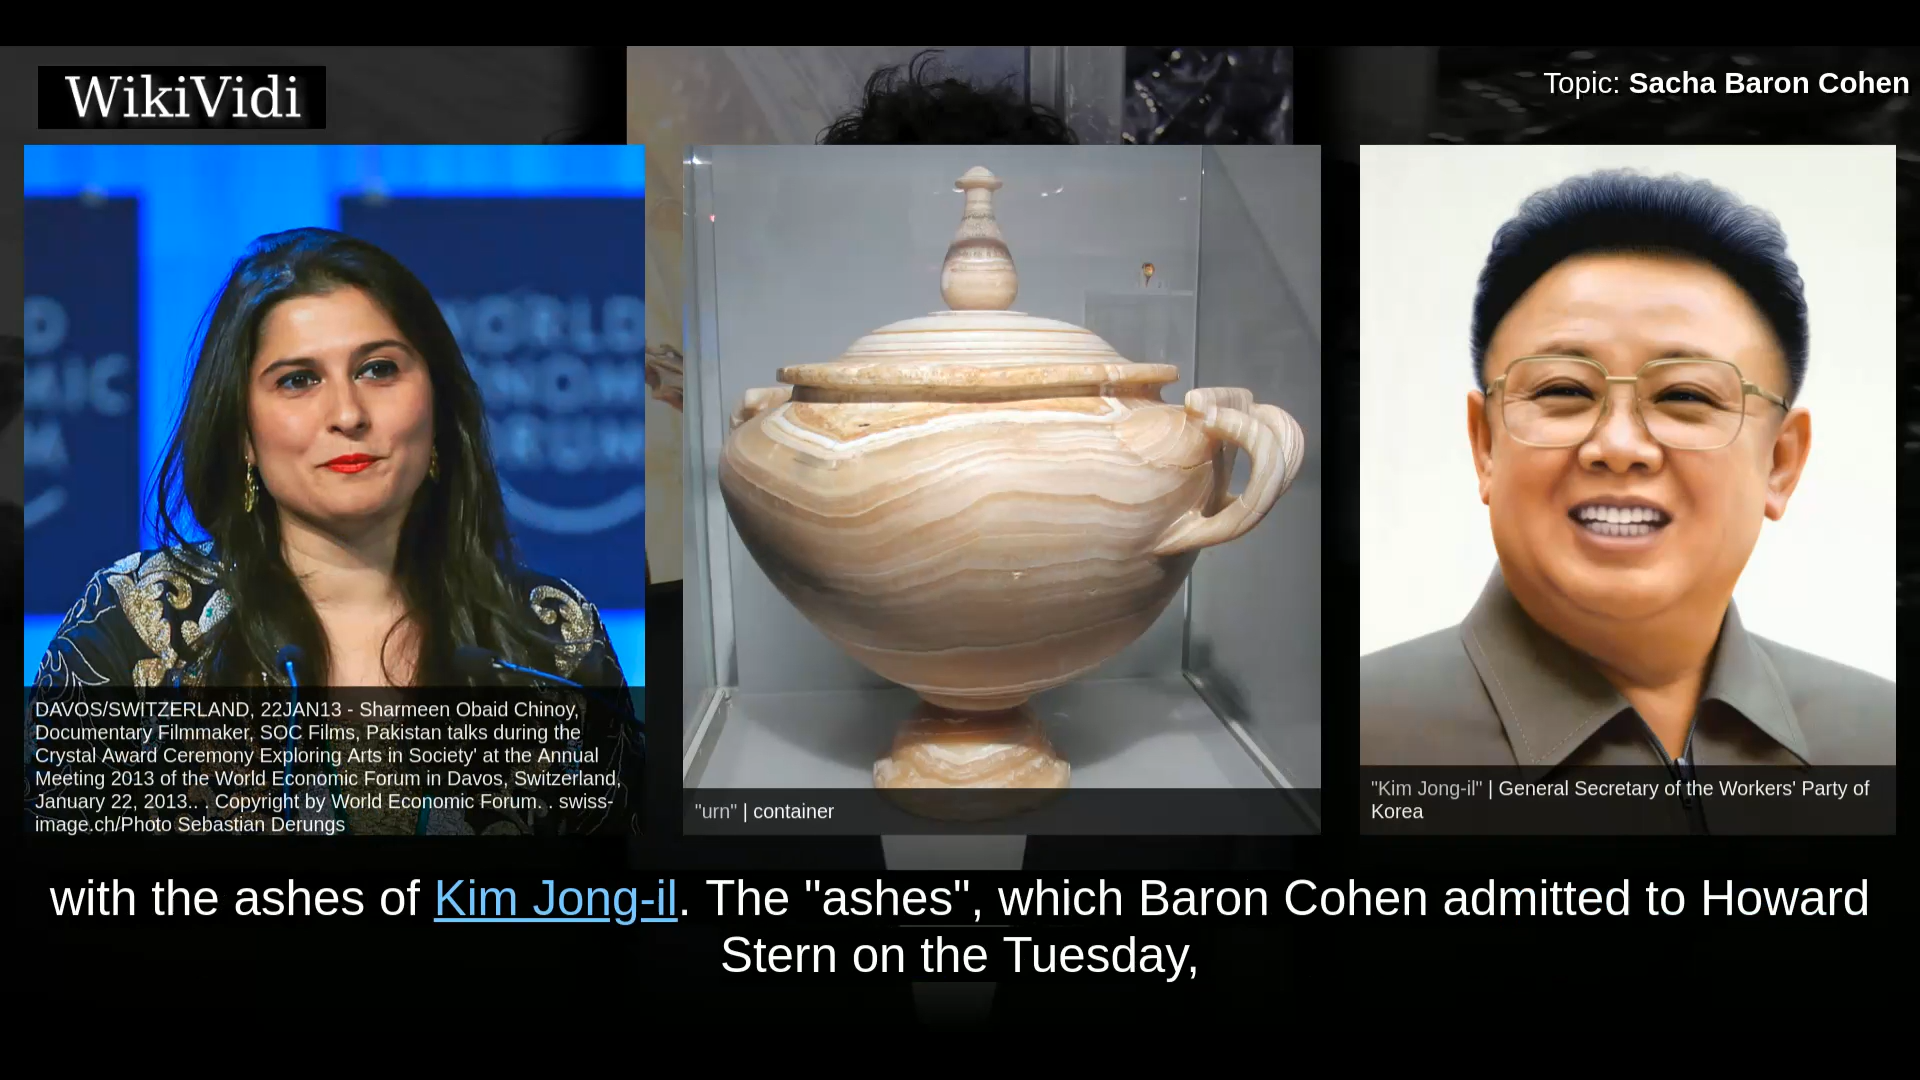 WikiVidi
Topic: Sacha Baron Cohen
DAVOS/SWITZERLAND, 22JAN13 - Sharmeen Obaid Chinoy,
Documentary Filmmaker, SOC Films, Pakistan talks during the
Crystal Award Ceremony Exploring Arts in Society' at the Annual
Meeting 2013 of the World Economic Forum in Davos, Switzerland,
January 22, 2013.. . Copyright by World Economic Forum. . swiss-
image.ch/Photo Sebastian Derungs
"urn" | container
"Kim Jong-il" | General Secretary of the Workers' Party of
Korea
with the ashes of Kim Jong-il. The "ashes", which Baron Cohen admitted to Howard
Stern on the Tuesday,